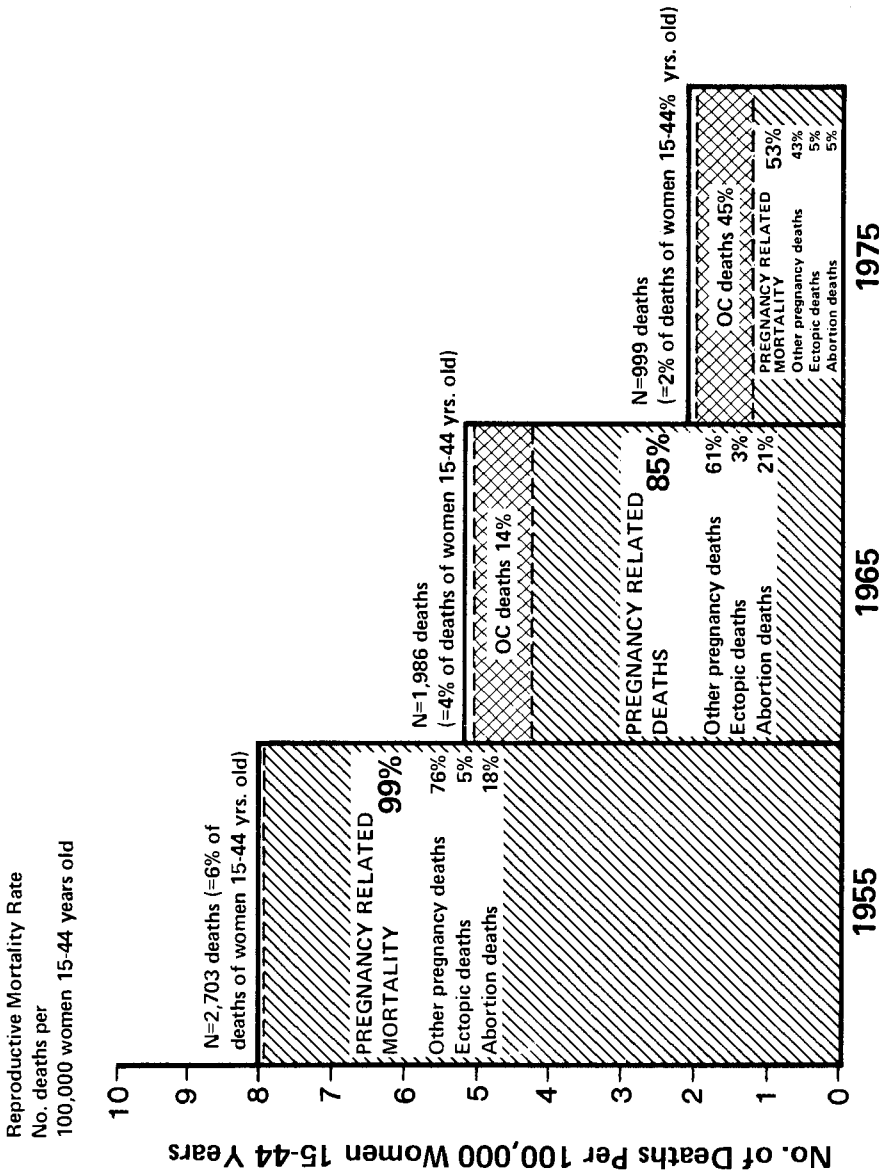 Reproductive Mortality Rate
No. deaths per
100,000 women 15-44 years old
No. of Deaths Per 100,000 Women 15-44 Years
10
9
8
7
6
5
4
3
2
1
0
N=2,703 deaths (=6% of
deaths of women 15-44 yrs. old)
PREGNANCY RELATED
MORTALITY 99%
Other pregnancy deaths 76%
Ectopic deaths 5%
Abortion deaths 18%
1955
N=1,986 deaths
(=4% of deaths of women 15-44 yrs. old)
OC deaths 14%
PREGNANCY RELATED
DEATHS 85%
Other pregnancy deaths 61%
Ectopic deaths 3%
Abortion deaths 21%
1965
N=999 deaths
(=2% of deaths of women 15-44% yrs. old)
OC deaths 45%
PREGNANCY RELATED
MORTALITY 53%
Other pregnancy deaths 43%
Ectopic deaths 5%
Abortion deaths 5%
1975